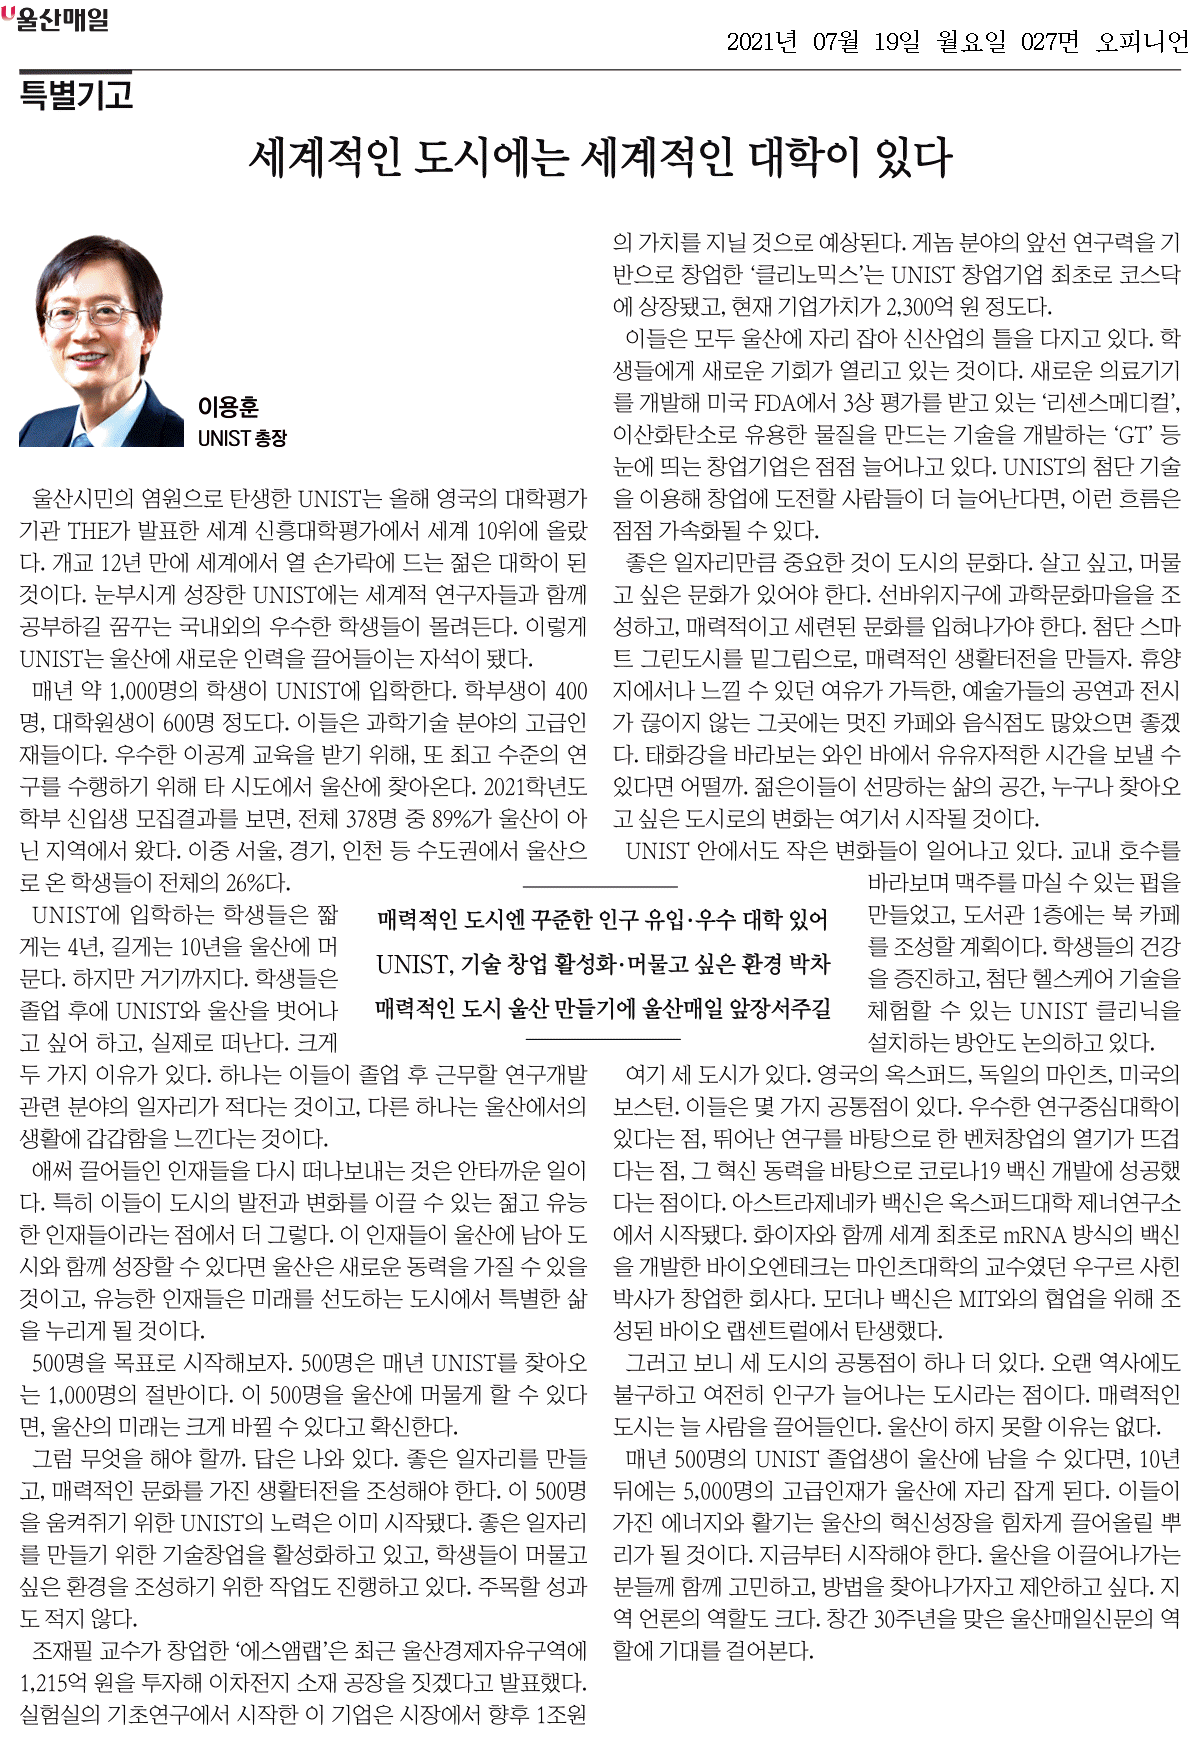 울산매일
2021년 07월 19일 월요일 027면 오피니언
특별기고
세계적인 도시에는 세계적인 대학이 있다
이용훈
UNIST 총장
울산시민의 염원으로 탄생한 UNIST는 올해 영국의 대학평가
기관 THE가 발표한 세계 신흥대학평가에서 세계 10위에 올랐
다. 개교 12년 만에 세계에서 열 손가락에 드는 젊은 대학이 된
것이다. 눈부시게 성장한 UNIST에는 세계적 연구자들과 함께
공부하길 꿈꾸는 국내외의 우수한 학생들이 몰려든다. 이렇게
UNIST는 울산에 새로운 인력을 끌어들이는 자석이 됐다.
매년 약 1,000명의 학생이 UNIST에 입학한다. 학부생이 400
명, 대학원생이 600명 정도다. 이들은 과학기술 분야의 고급인
재들이다. 우수한 이공계 교육을 받기 위해, 또 최고 수준의 연
구를 수행하기 위해 타 시도에서 울산에 찾아온다. 2021학년도
학부 신입생 모집결과를 보면, 전체 378명 중 89%가 울산이 아
닌 지역에서 왔다. 이중 서울, 경기, 인천 등 수도권에서 울산으
로 온 학생들이 전체의 26%다.
UNIST에 입학하는 학생들은 짧
게는 4년, 길게는 10년을 울산에 머
문다. 하지만 거기까지다. 학생들은
졸업 후에 UNIST와 울산을 벗어나
고 싶어 하고, 실제로 떠난다. 크게
두 가지 이유가 있다. 하나는 이들이 졸업 후 근무할 연구개발
관련 분야의 일자리가 적다는 것이고, 다른 하나는 울산에서의
생활에 갑갑함을 느낀다는 것이다.
애써 끌어들인 인재들을 다시 떠나보내는 것은 안타까운 일이
다. 특히 이들이 도시의 발전과 변화를 이끌 수 있는 젊고 유능
한 인재들이라는 점에서 더 그렇다. 이 인재들이 울산에 남아 도
시와 함께 성장할 수 있다면 울산은 새로운 동력을 가질 수 있을
것이고, 유능한 인재들은 미래를 선도하는 도시에서 특별한 삶
을 누리게 될 것이다.
500명을 목표로 시작해보자. 500명은 매년 UNIST를 찾아오
는 1,000명의 절반이다. 이 500명을 울산에 머물게 할 수 있다
면, 울산의 미래는 크게 바뀔 수 있다고 확신한다.
그럼 무엇을 해야 할까. 답은 나와 있다. 좋은 일자리를 만들
고, 매력적인 문화를 가진 생활터전을 조성해야 한다. 이 500명
을 움켜쥐기 위한 UNIST의 노력은 이미 시작됐다. 좋은 일자리
를 만들기 위한 기술창업을 활성화하고 있고, 학생들이 머물고
싶은 환경을 조성하기 위한 작업도 진행하고 있다. 주목할 성과
도 적지 않다.
조재필 교수가 창업한 ‘에스앰랩’은 최근 울산경제자유구역에
1,215억 원을 투자해 이차전지 소재 공장을 짓겠다고 발표했다.
실험실의 기초연구에서 시작한 이 기업은 시장에서 향후 1조원
매력적인 도시엔 꾸준한 인구 유입·우수 대학 있어
UNIST, 기술 창업 활성화·머물고 싶은 환경 박차
매력적인 도시 울산 만들기에 울산매일 앞장서주길
의 가치를 지닐 것으로 예상된다. 게놈 분야의 앞선 연구력을 기
반으로 창업한 ‘클리노믹스’는 UNIST 창업기업 최초로 코스닥
에 상장됐고, 현재 기업가치가 2,300억 원 정도다.
이들은 모두 울산에 자리 잡아 신산업의 틀을 다지고 있다. 학
생들에게 새로운 기회가 열리고 있는 것이다. 새로운 의료기기
를 개발해 미국 FDA에서 3상 평가를 받고 있는 ‘리센스메디컬’,
이산화탄소로 유용한 물질을 만드는 기술을 개발하는 ‘GT’ 등
눈에 띄는 창업기업은 점점 늘어나고 있다. UNIST의 첨단 기술
을 이용해 창업에 도전할 사람들이 더 늘어난다면, 이런 흐름은
점점 가속화될 수 있다.
좋은 일자리만큼 중요한 것이 도시의 문화다. 살고 싶고, 머물
고 싶은 문화가 있어야 한다. 선바위지구에 과학문화마을을 조
성하고, 매력적이고 세련된 문화를 입혀나가야 한다. 첨단 스마
트 그린도시를 밑그림으로, 매력적인 생활터전을 만들자. 휴양
지에서나 느낄 수 있던 여유가 가득한, 예술가들의 공연과 전시
가 끊이지 않는 그곳에는 멋진 카페와 음식점도 많았으면 좋겠
다. 태화강을 바라보는 와인 바에서 유유자적한 시간을 보낼 수
있다면 어떨까. 젊은이들이 선망하는 삶의 공간, 누구나 찾아오
고 싶은 도시로의 변화는 여기서 시작될 것이다.
UNIST 안에서도 작은 변화들이 일어나고 있다. 교내 호수를
바라보며 맥주를 마실 수 있는 펍을
만들었고, 도서관 1층에는 북 카페
를 조성할 계획이다. 학생들의 건강
을 증진하고, 첨단 헬스케어 기술을
체험할 수 있는 UNIST 클리닉을
설치하는 방안도 논의하고 있다.
여기 세 도시가 있다. 영국의 옥스퍼드, 독일의 마인츠, 미국의
보스턴. 이들은 몇 가지 공통점이 있다. 우수한 연구중심대학이
있다는 점, 뛰어난 연구를 바탕으로 한 벤처창업의 열기가 뜨겁
다는 점, 그 혁신 동력을 바탕으로 코로나19 백신 개발에 성공했
다는 점이다. 아스트라제네카 백신은 옥스퍼드대학 제너연구소
에서 시작됐다. 화이자와 함께 세계 최초로 mRNA 방식의 백신
을 개발한 바이오엔테크는 마인츠대학의 교수였던 우구르 사힌
박사가 창업한 회사다. 모더나 백신은 MIT와의 협업을 위해 조
성된 바이오 랩센트럴에서 탄생했다.
그러고 보니 세 도시의 공통점이 하나 더 있다. 오랜 역사에도
불구하고 여전히 인구가 늘어나는 도시라는 점이다. 매력적인
도시는 늘 사람을 끌어들인다. 울산이 하지 못할 이유는 없다.
매년 500명의 UNIST 졸업생이 울산에 남을 수 있다면, 10년
뒤에는 5,000명의 고급인재가 울산에 자리 잡게 된다. 이들이
가진 에너지와 활기는 울산의 혁신성장을 힘차게 끌어올릴 뿌
리가 될 것이다. 지금부터 시작해야 한다. 울산을 이끌어나가는
분들께 함께 고민하고, 방법을 찾아나가자고 제안하고 싶다. 지
역 언론의 역할도 크다. 창간 30주년을 맞은 울산매일신문의 역
할에 기대를 걸어본다.